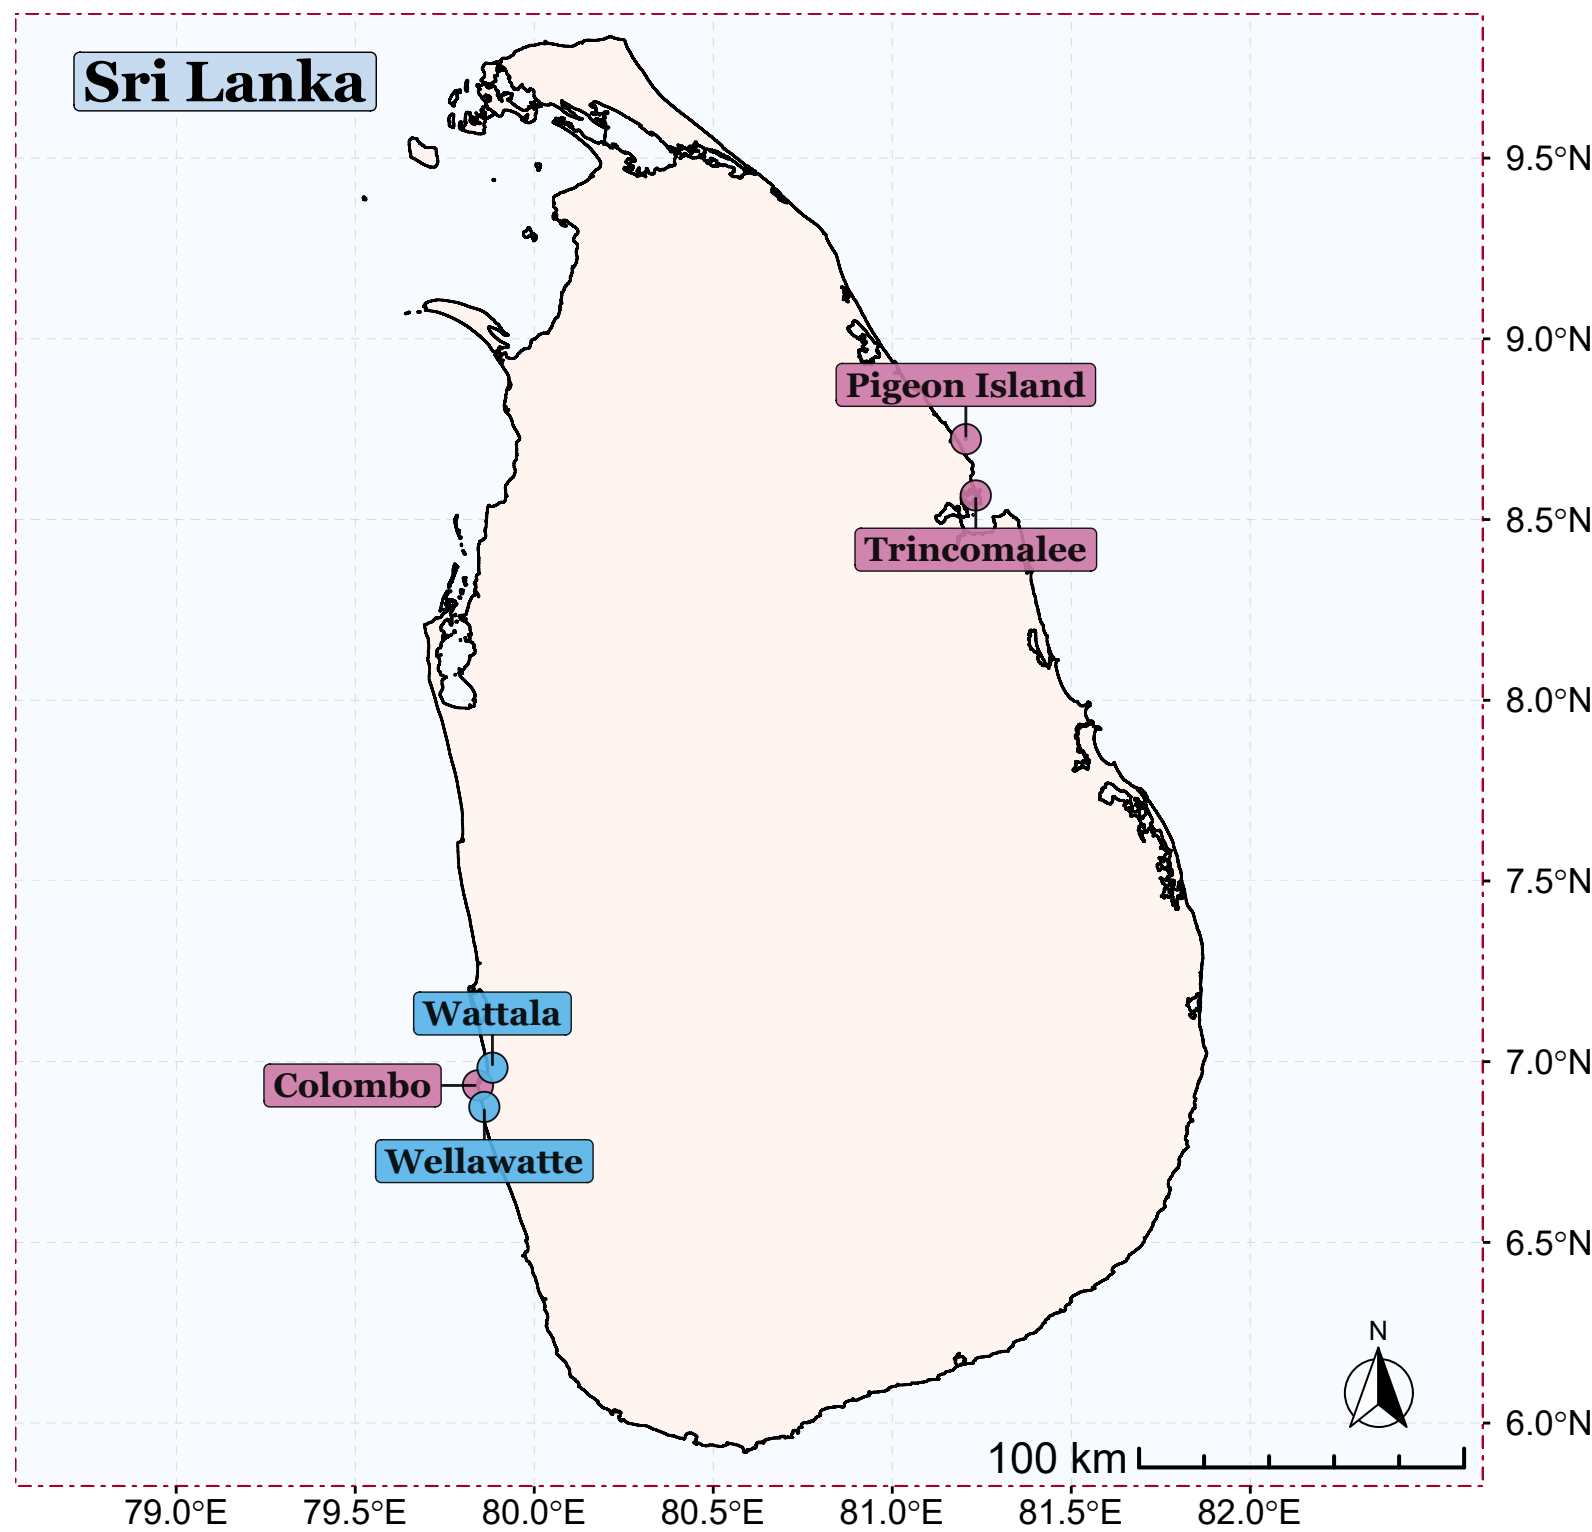 Sri Lanka
9.5°N
9.0°N
Pigeon Island
8.5°N
Trincomalee
8.0°N
7.5°N
Wattala
7.0°N
Colombo
Wellawatte
6.5°N
N
6.0°N
100 km
79.0°E 79.5°E 80.0°E 80.5°E 81.0°E 81.5°E 82.0°E